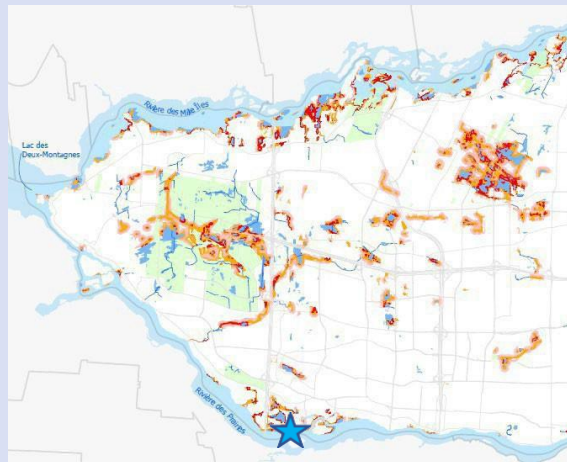 Rivière des Mille Îles
Lac des
Deux-Montagnes
Rivière des Prairies